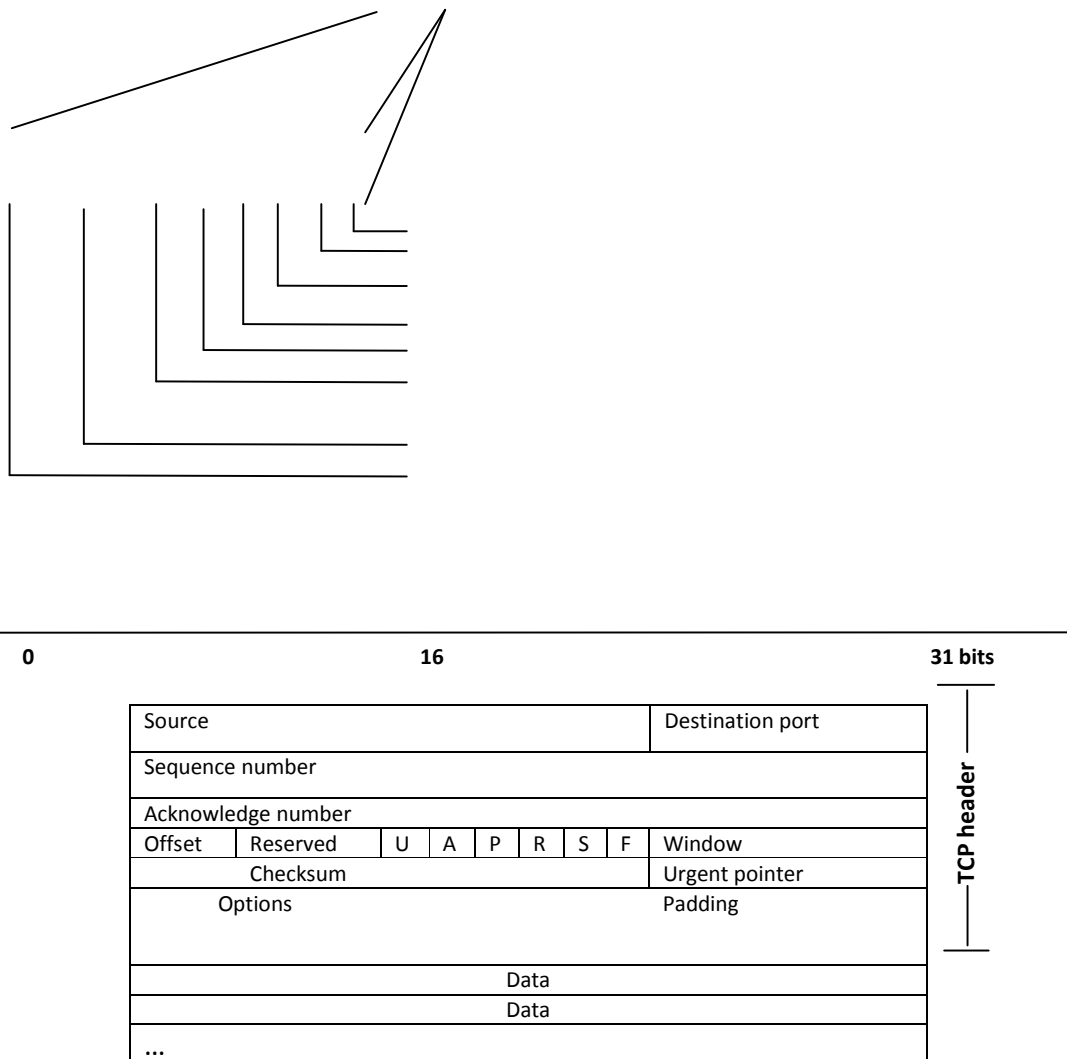 0 16 31 bits
Source Destination port
Sequence number
Acknowledge number
Offset Reserved U A P R S F Window
Checksum Urgent pointer
Options Padding
TCP header
Data
Data
...